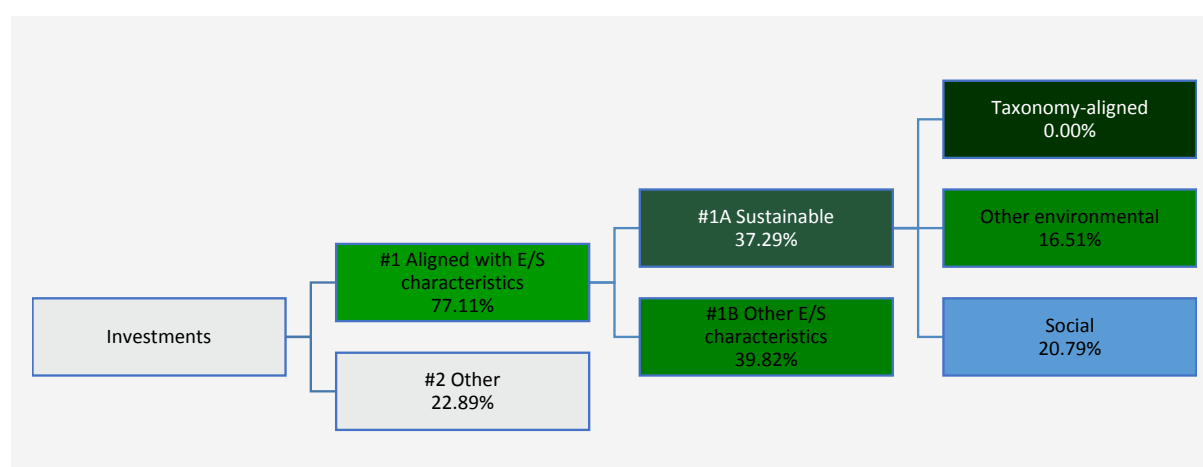 Investments
#1 Aligned with E/S
characteristics
77.11%
#2 Other
22.89%
#1A Sustainable
37.29%
#1B Other E/S
characteristics
39.82%
Taxonomy-aligned
0.00%
Other environmental
16.51%
Social
20.79%